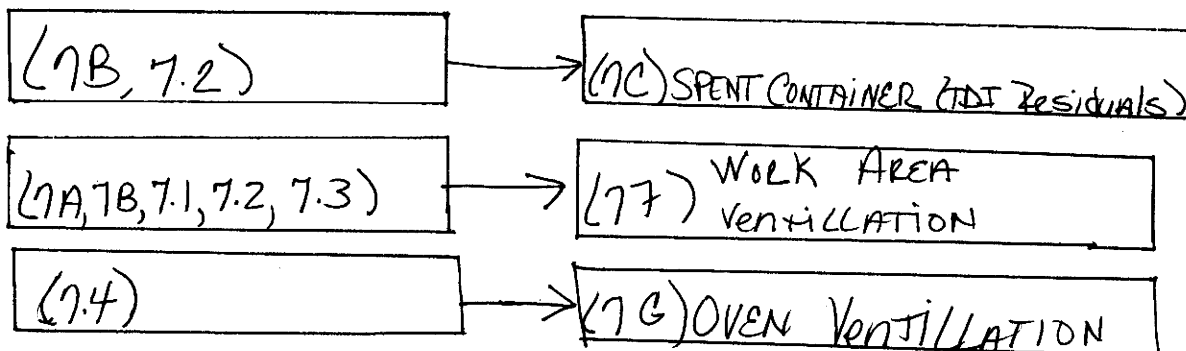 (7B, 7.2)
(7C) SPENT CONTAINER (TDI Residuals)
(7A, 7B, 7.1, 7.2, 7.3)
(7F) WORK AREA
VentiLLATION
(7.4)
(7G) OVEN VentiLLATION